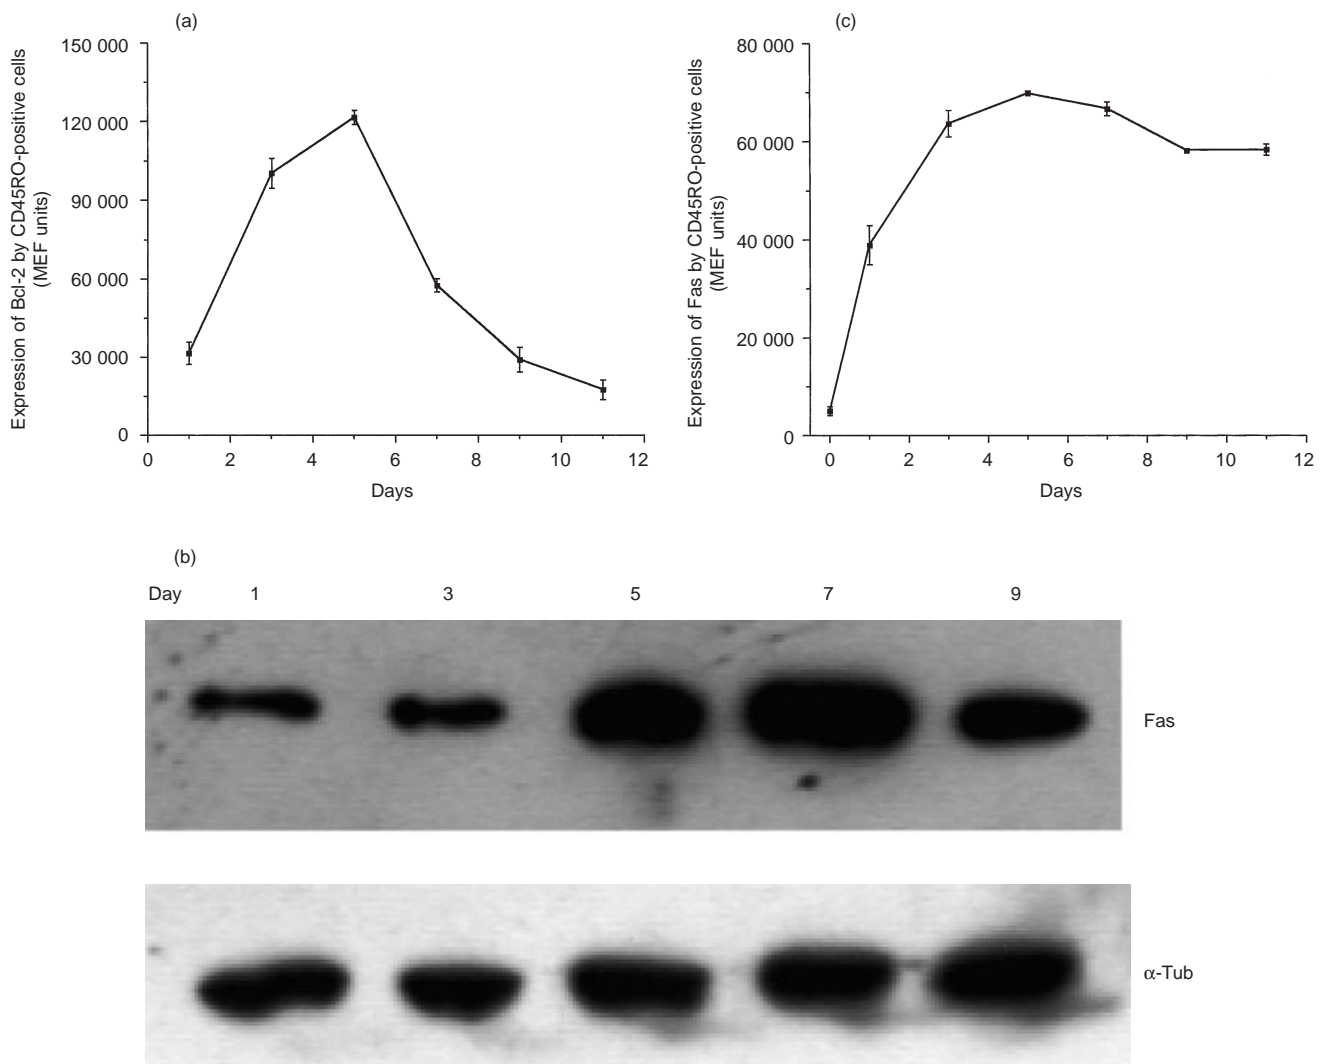 (a)
Expression of Bcl-2 by CD45RO-positive cells
(MEF units)
150 000
120 000
90 000
60 000
30 000
0
0 2 4 6 8 10 12
Days
(c)
Expression of Fas by CD45RO-positive cells
(MEF units)
80 000
60 000
40 000
20 000
0
0 2 4 6 8 10 12
Days
(b)
Day 1 3 5 7 9
Fas
α-Tub